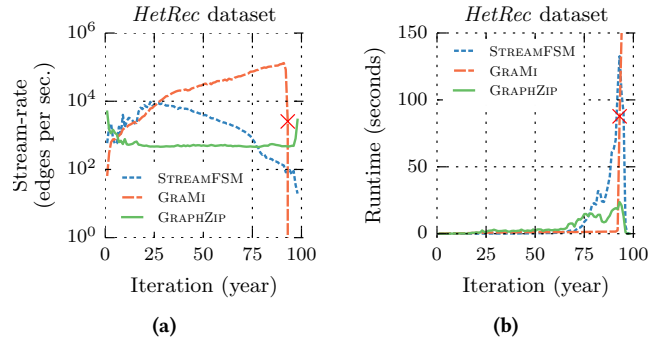 HetRec dataset
10^6
10^4
10^2
10^0
Stream-rate
(edges per sec.)
STREAMFSM
GRAMI
GRAPHZIP
0 25 50 75 100
Iteration (year)
(a)
HetRec dataset
150
100
50
0
Runtime (seconds)
STREAMFSM
GRAMI
GRAPHZIP
0 25 50 75 100
Iteration (year)
(b)